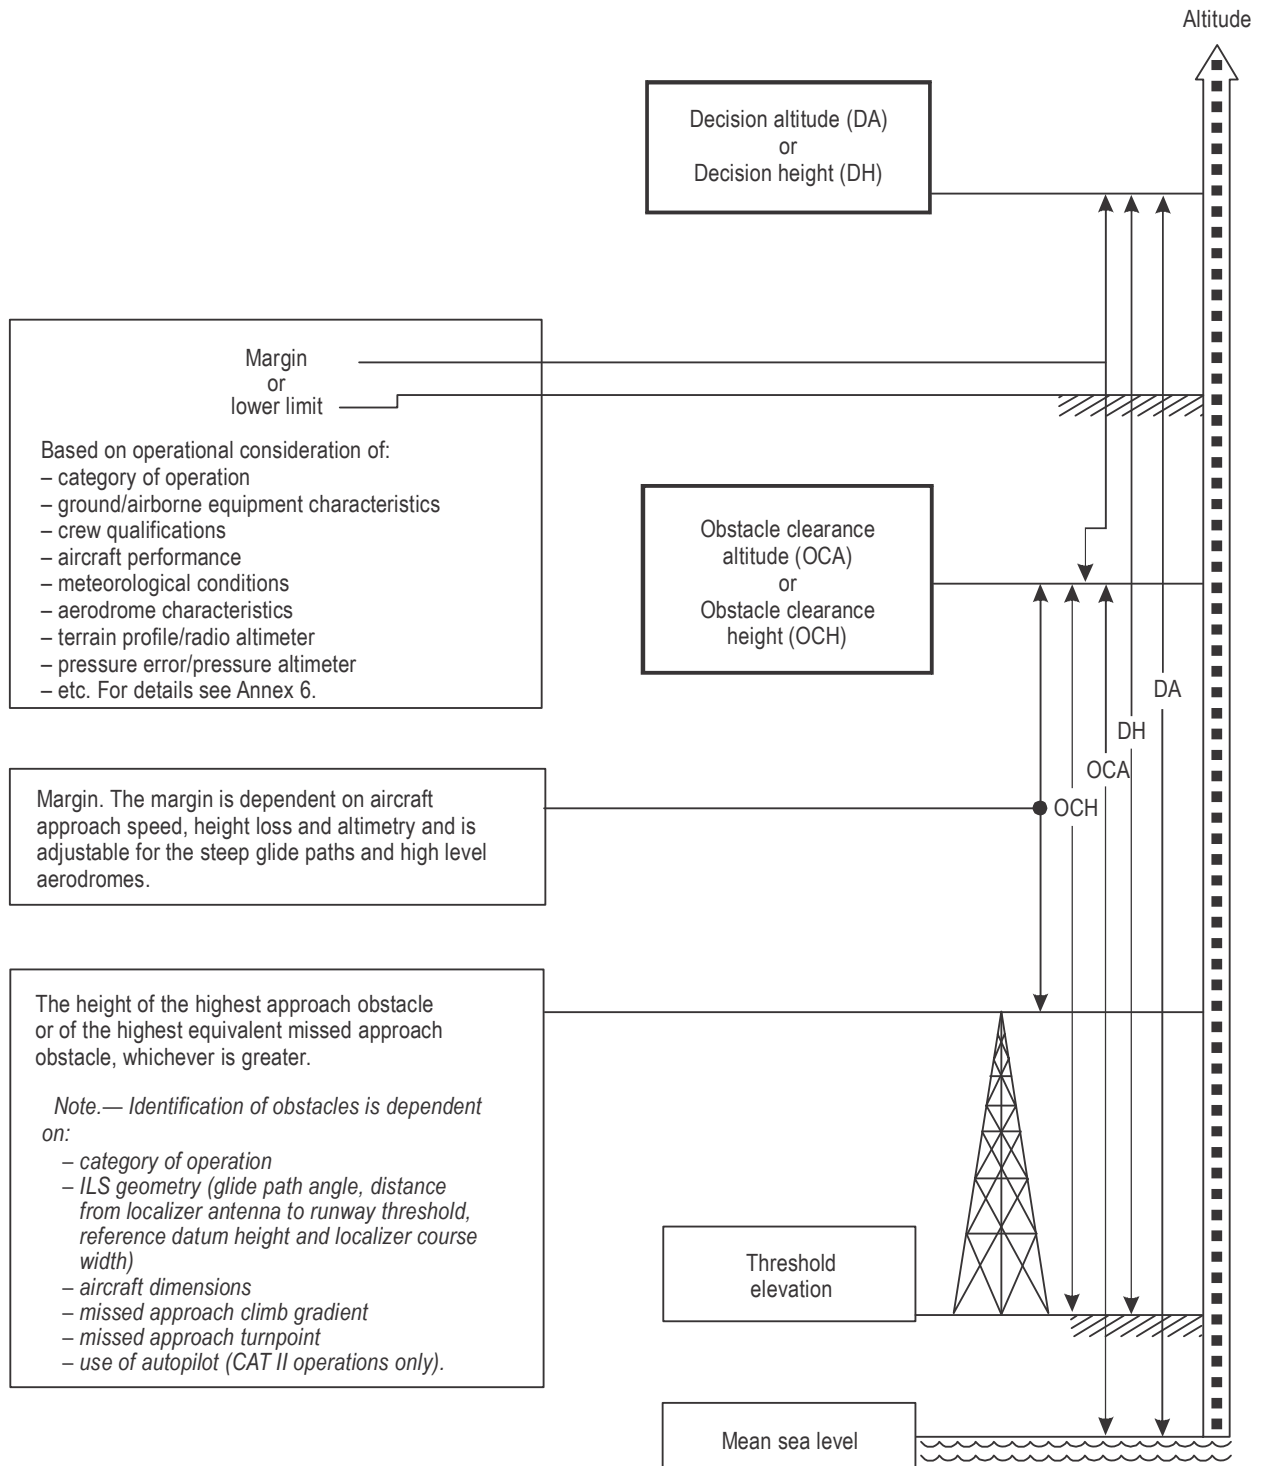 Altitude
Decision altitude (DA)
or
Decision height (DH)
Margin
or
lower limit
Based on operational consideration of:
– category of operation
– ground/airborne equipment characteristics
– crew qualifications
– aircraft performance
– meteorological conditions
– aerodrome characteristics
– terrain profile/radio altimeter
– pressure error/pressure altimeter
– etc. For details see Annex 6.
Obstacle clearance
altitude (OCA)
or
Obstacle clearance
height (OCH)
DA
DH
OCA
OCH
Margin. The margin is dependent on aircraft
approach speed, height loss and altimetry and is
adjustable for the steep glide paths and high level
aerodromes.
The height of the highest approach obstacle
or of the highest equivalent missed approach
obstacle, whichever is greater.
Note.— Identification of obstacles is dependent
on:
– category of operation
– ILS geometry (glide path angle, distance
from localizer antenna to runway threshold,
reference datum height and localizer course
width)
– aircraft dimensions
– missed approach climb gradient
– missed approach turnpoint
– use of autopilot (CAT II operations only).
Threshold
elevation
Mean sea level